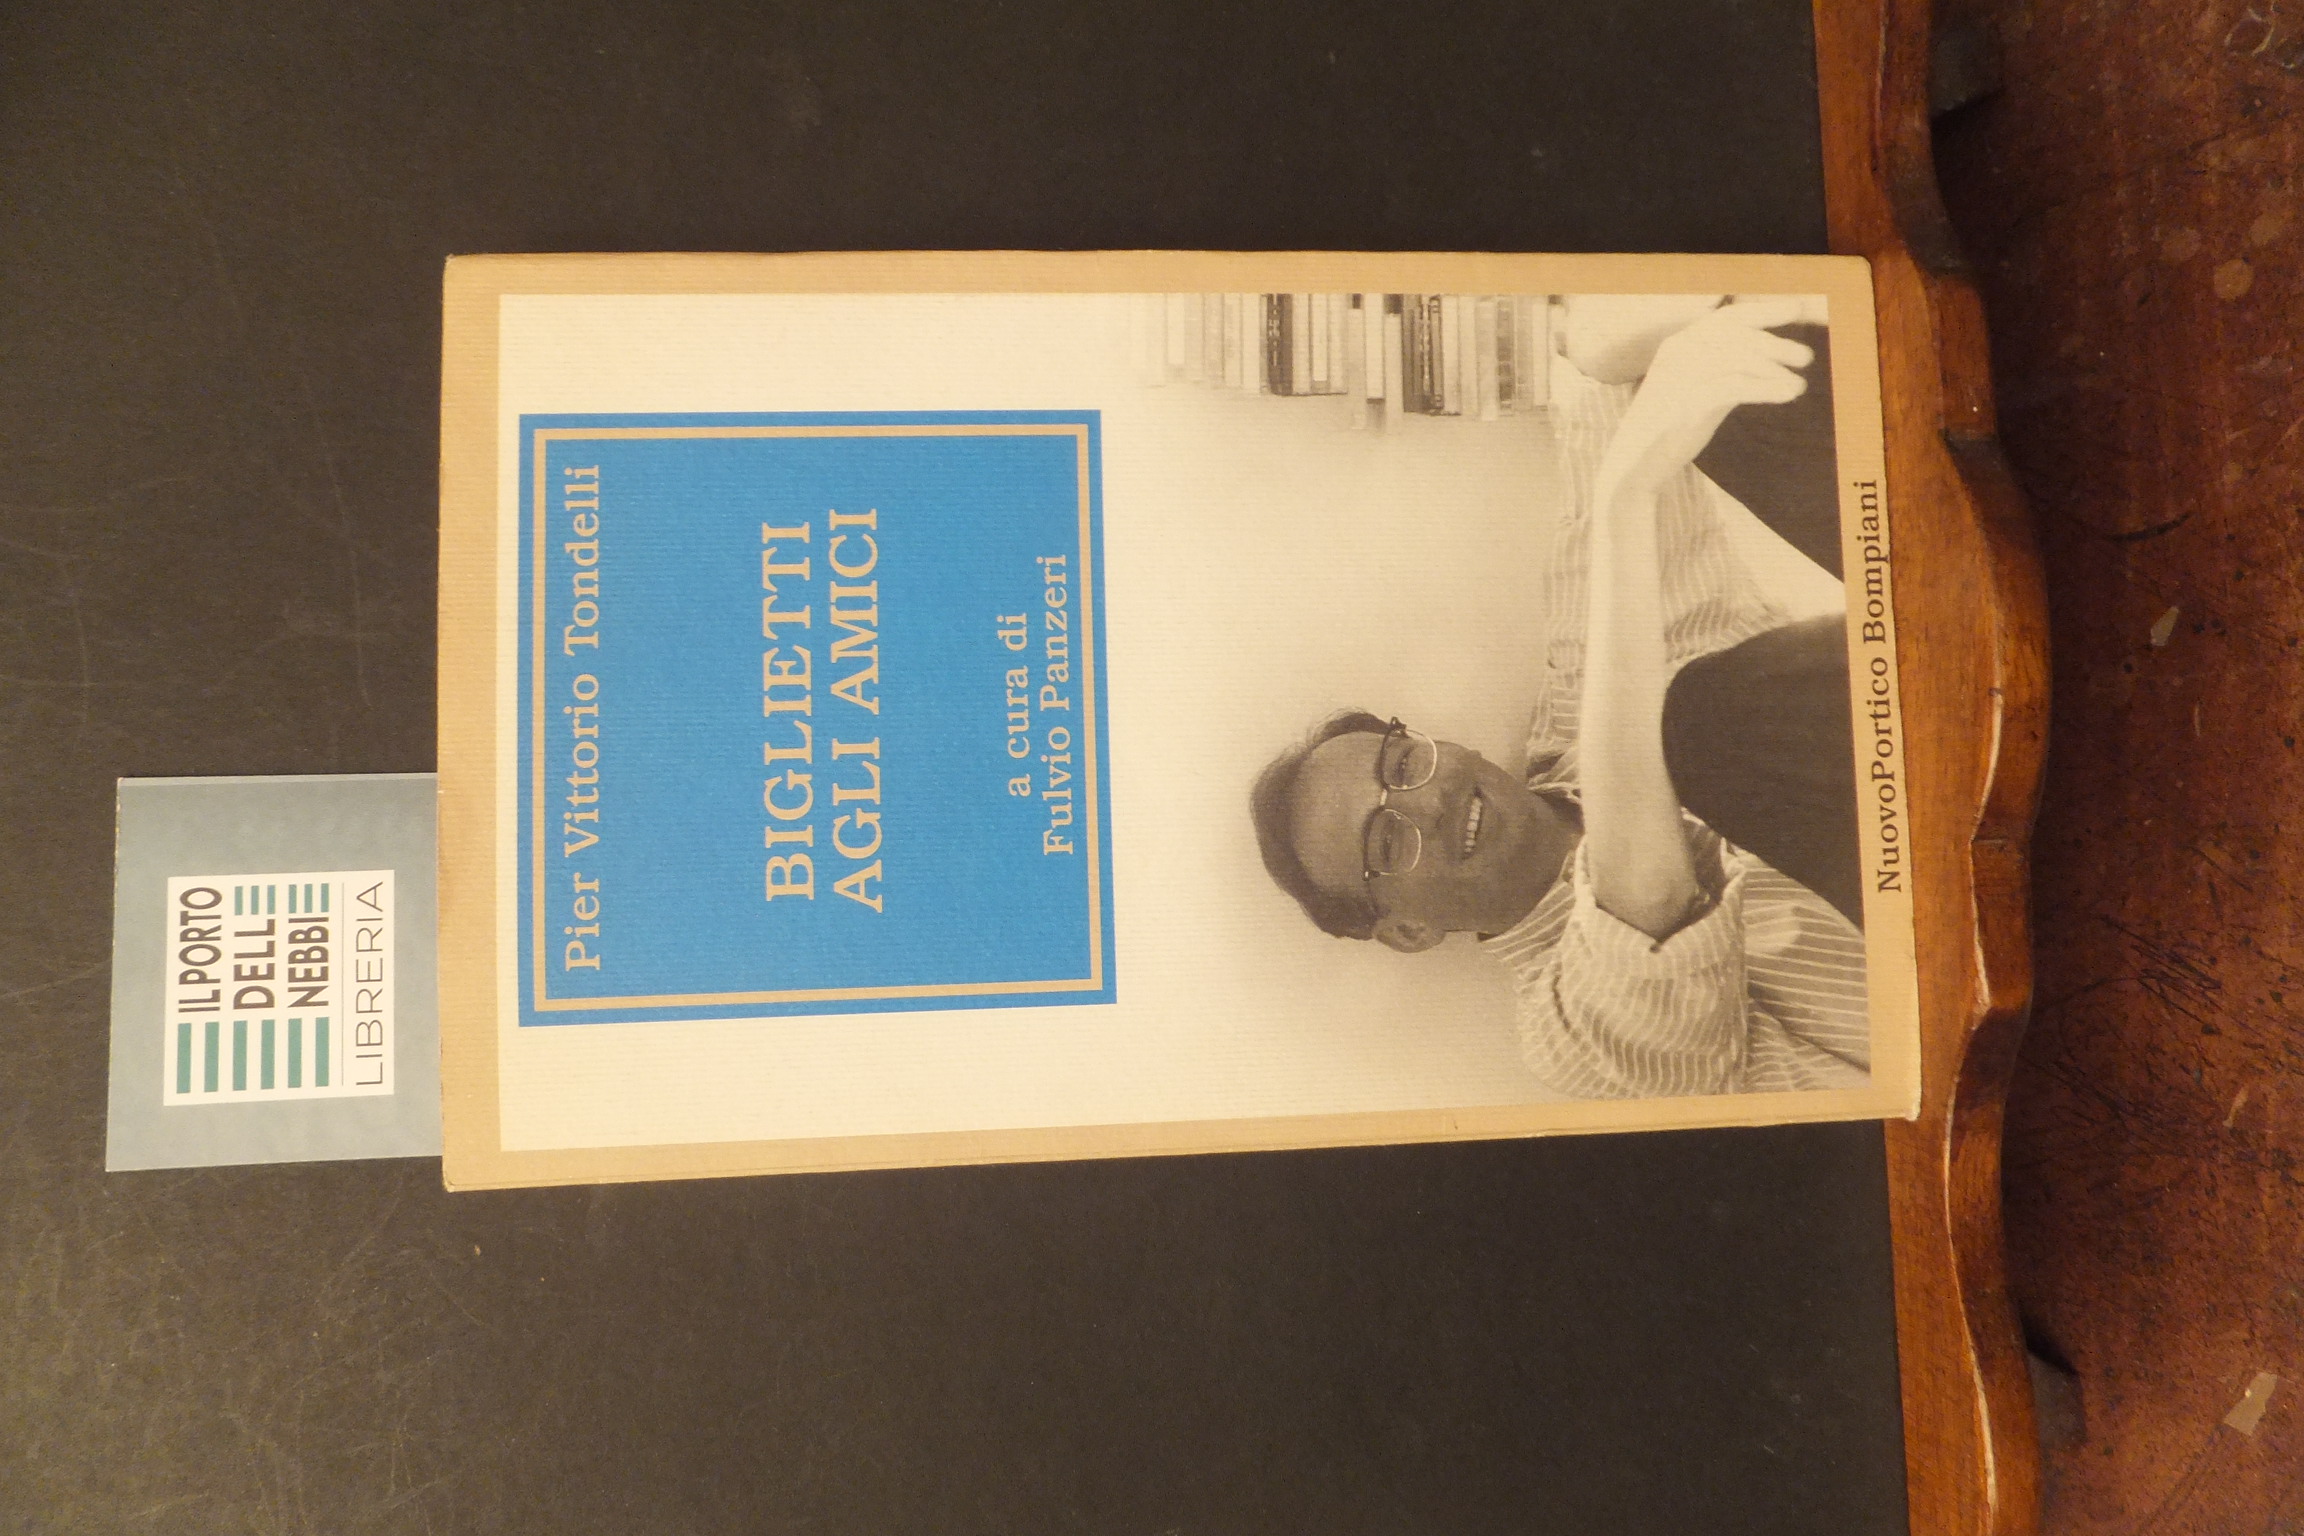 IL PORTO
DELLE
NEBBIE
LIBRERIA
Pier Vittorio Tondelli
BIGLIETTI
AGLI AMICI
a cura di
Fulvio Panzeri
NuovoPortico Bompiani